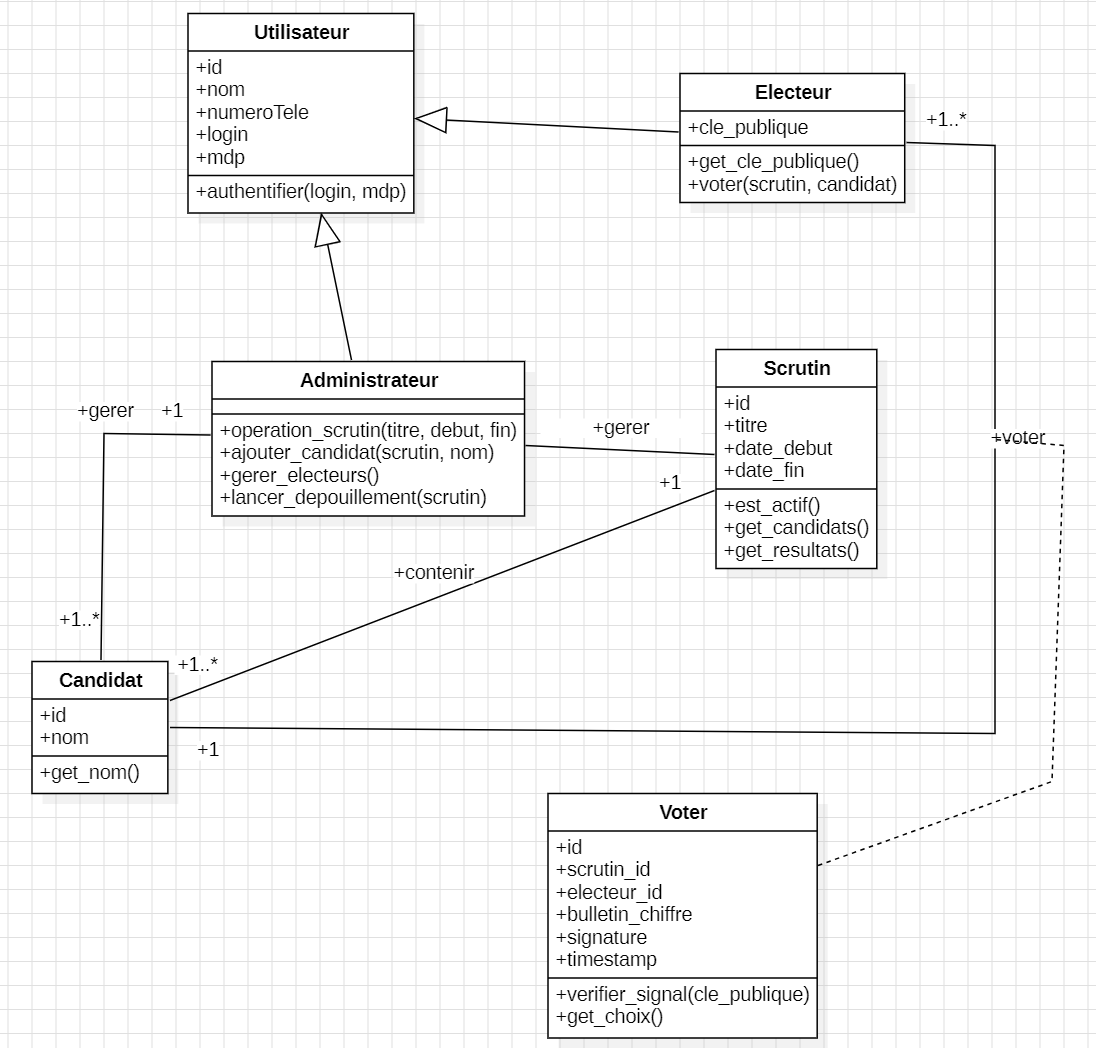 Utilisateur
+id
+nom
+numeroTele
+login
+mdp
+authentifier(login, mdp)
Electeur
+cle_publique
+get_cle_publique()
+voter(scrutin, candidat)
+1..*
Administrateur
+operation_scrutin(titre, debut, fin)
+ajouter_candidat(scrutin, nom)
+gerer_electeurs()
+lancer_depouillement(scrutin)
+gerer
+1
+gerer
Scrutin
+id
+titre
+date_debut
+date_fin
+est_actif()
+get_candidats()
+get_resultats()
+voter
+1
+contenir
+1..*
+1..*
Candidat
+id
+nom
+get_nom()
+1
Voter
+id
+scrutin_id
+electeur_id
+bulletin_chiffre
+signature
+timestamp
+verifier_signal(cle_publique)
+get_choix()